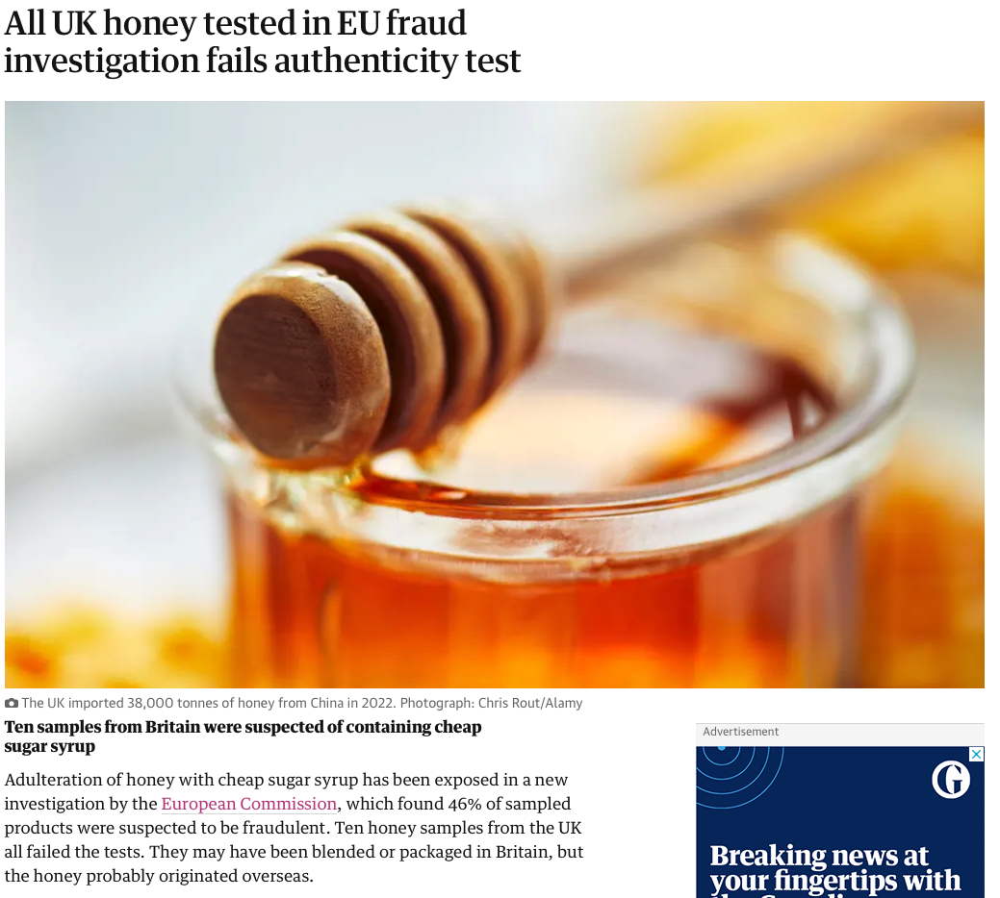 All UK honey tested in EU fraud
investigation fails authenticity test
The UK imported 38,000 tonnes of honey from China in 2022. Photograph: Chris Rout/Alamy
Ten samples from Britain were suspected of containing cheap
sugar syrup
Adulteration of honey with cheap sugar syrup has been exposed in a new
investigation by the European Commission, which found 46% of sampled
products were suspected to be fraudulent. Ten honey samples from the UK
all failed the tests. They may have been blended or packaged in Britain, but
the honey probably originated overseas.
Advertisement
G
Breaking news at
your fingertips with